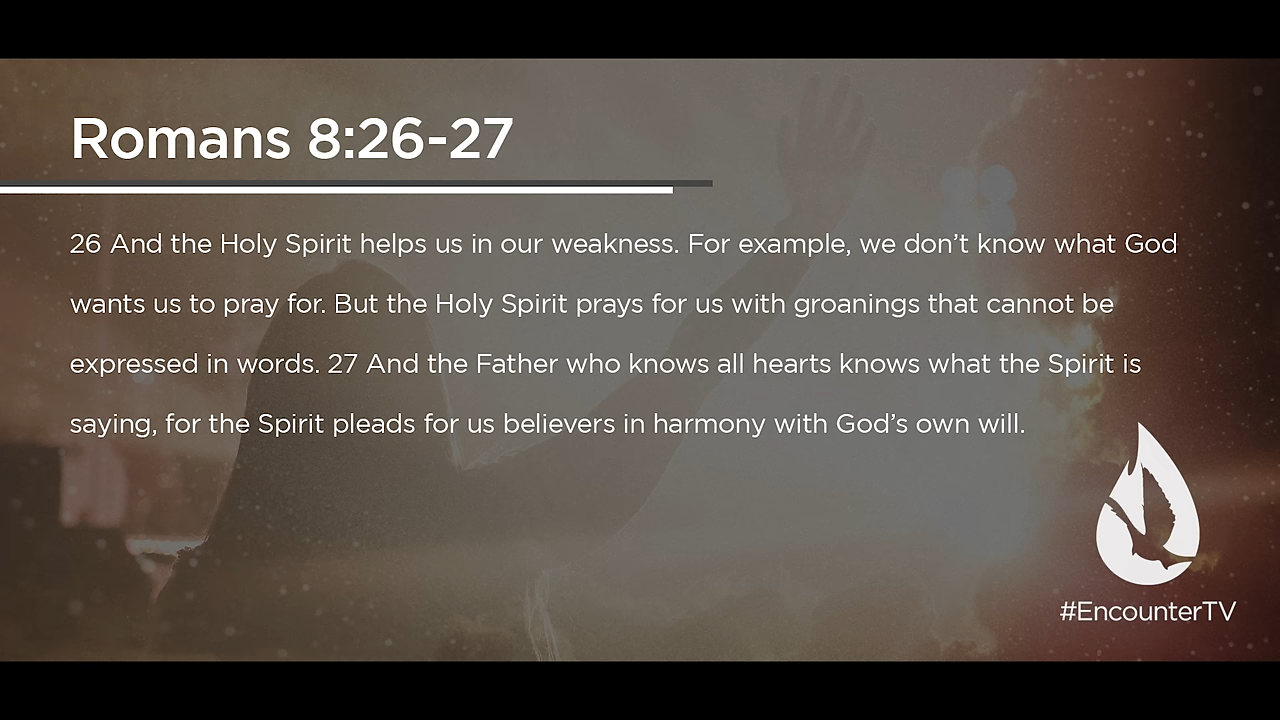 Romans 8:26-27
26 And the Holy Spirit helps us in our weakness. For example, we don’t know what God
wants us to pray for. But the Holy Spirit prays for us with groanings that cannot be
expressed in words. 27 And the Father who knows all hearts knows what the Spirit is
saying, for the Spirit pleads for us believers in harmony with God’s own will.
#EncounterTV